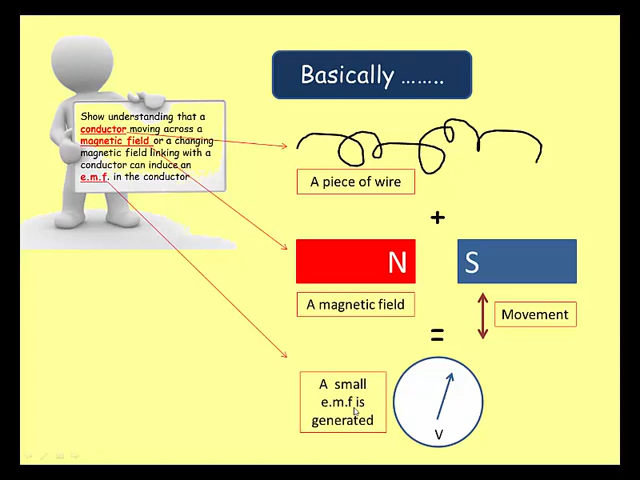 Basically ........
Show understanding that a
conductor moving across a
magnetic field or a changing
magnetic field linking with a
conductor can induce an
e.m.f. in the conductor
A piece of wire
+
N
S
A magnetic field
Movement
=
A small
e.m.f is
generated
V